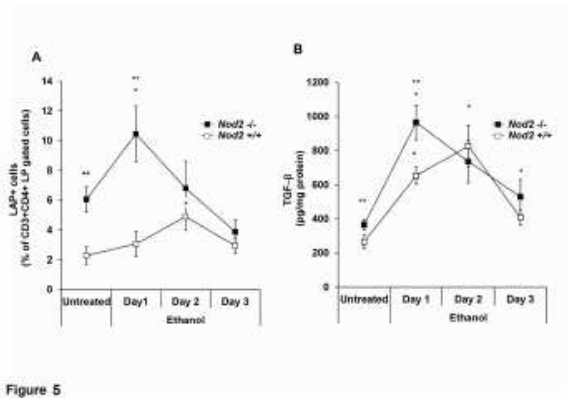 A
LAP+ cells
(% of CD3+CD4+ LP gated cells)
14
12
10
8
6
4
2
0
**
**
*
*
Nod2 -/-
Nod2 +/+
Untreated Day1 Day 2 Day 3
Ethanol
B
TGF-β
(pg/mg protein)
1200
1000
800
600
400
200
0
**
**
*
*
*
*
Nod2 -/-
Nod2 +/+
Untreated Day 1 Day 2 Day 3
Ethanol
Figure 5